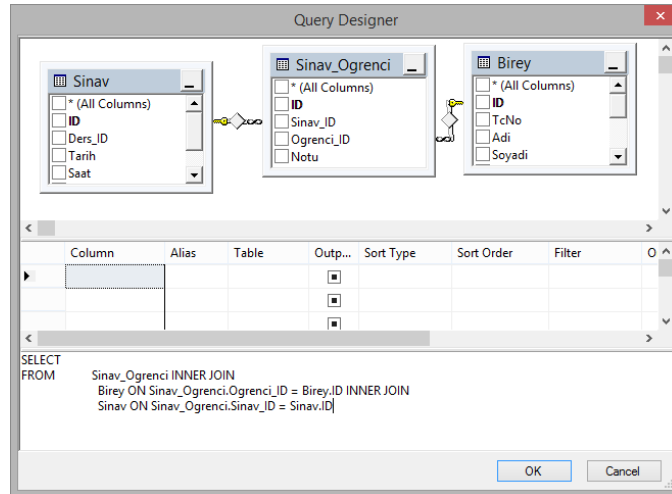 Query Designer
Sinav
* (All Columns)
ID
Ders_ID
Tarih
Saat
Sinav_Ogrenci
* (All Columns)
ID
Sinav_ID
Ogrenci_ID
Notu
Birey
* (All Columns)
ID
TcNo
Adi
Soyadi
Column Alias Table Outp... Sort Type Sort Order Filter O
SELECT
FROM Sinav_Ogrenci INNER JOIN
Birey ON Sinav_Ogrenci.Ogrenci_ID = Birey.ID INNER JOIN
Sinav ON Sinav_Ogrenci.Sinav_ID = Sinav.ID
OK Cancel